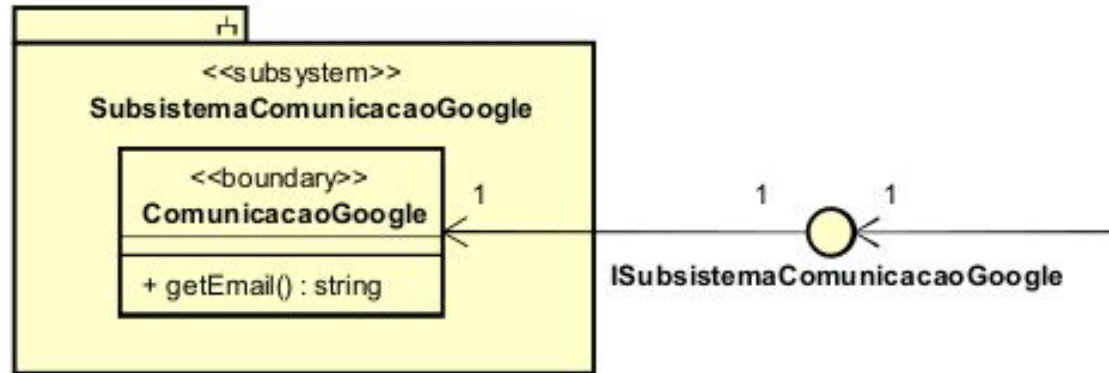 <<subsystem>>
SubsistemaComunicacaoGoogle
<<boundary>>
ComunicacaoGoogle
+ getEmail() : string
1
1
1
ISubsistemaComunicacaoGoogle